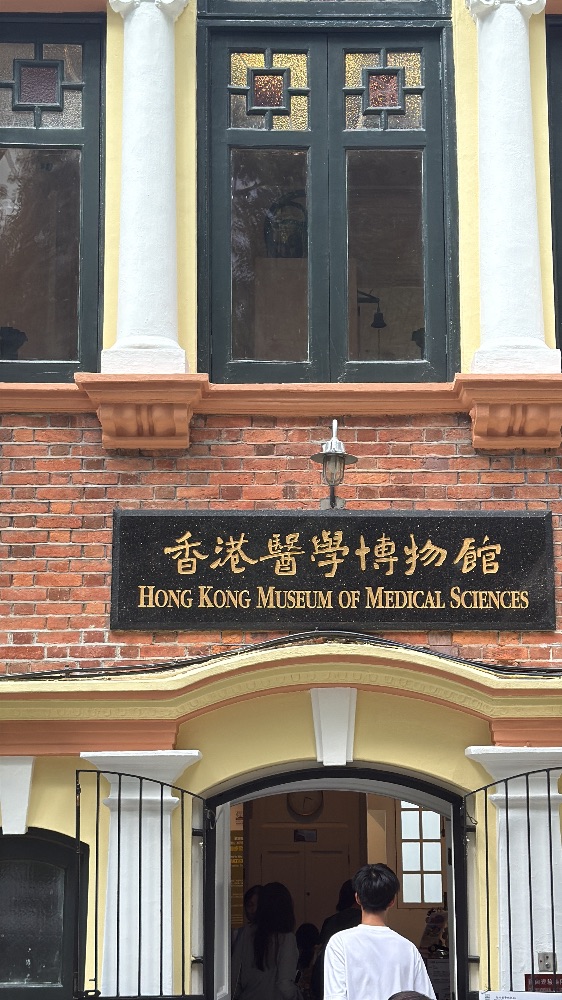 香港醫學博物館
HONG KONG MUSEUM OF MEDICAL SCIENCES